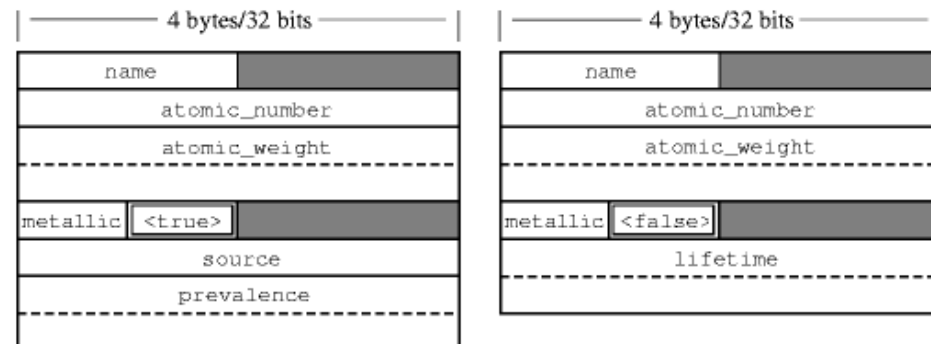 4 bytes/32 bits
name
atomic_number
atomic_weight
metallic <true>
source
prevalence
4 bytes/32 bits
name
atomic_number
atomic_weight
metallic <false>
lifetime